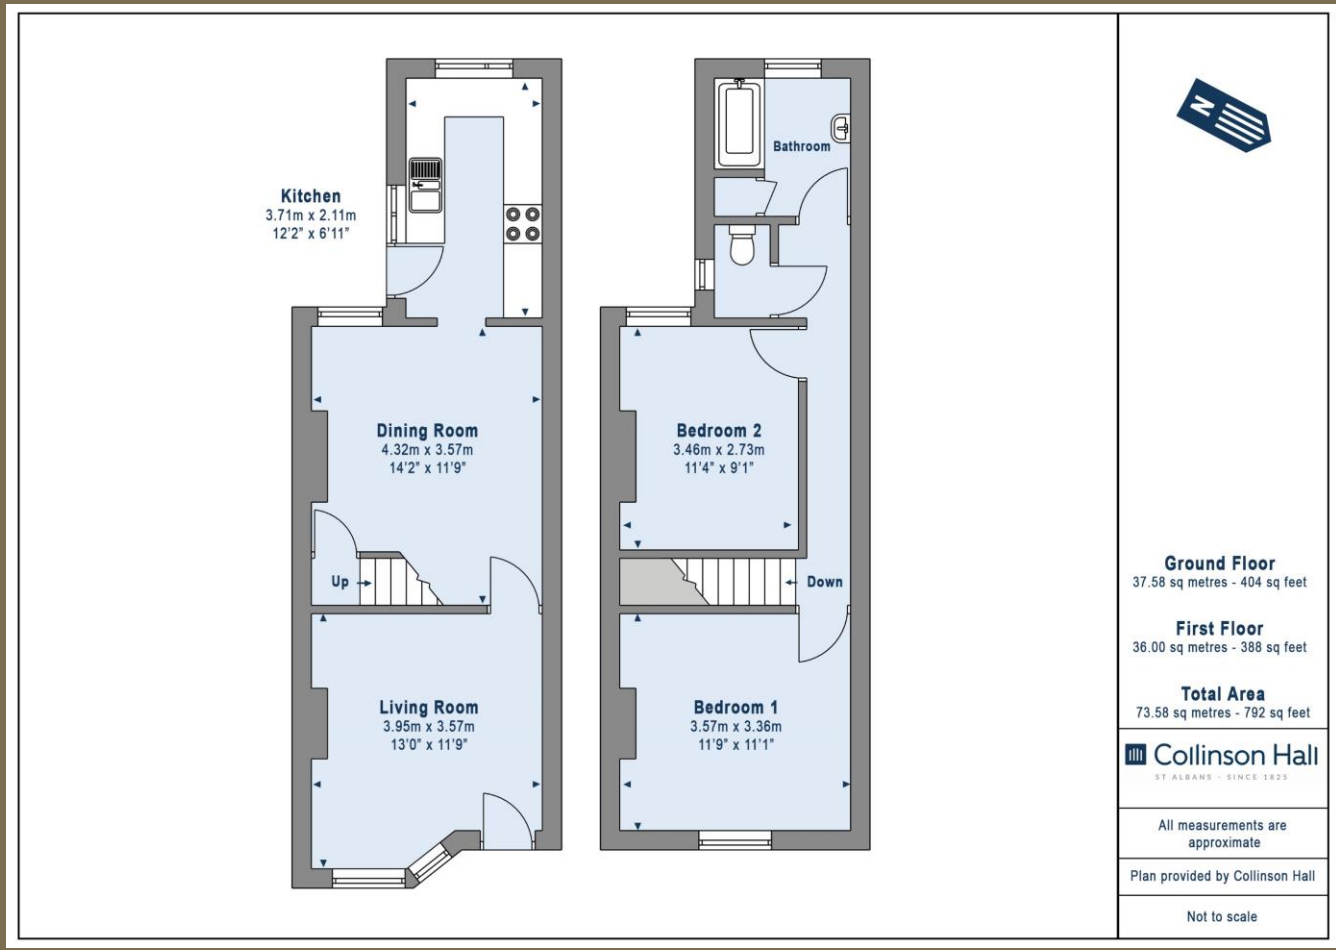 Kitchen
3.71m x 2.11m
12'2" x 6'11"
Dining Room
4.32m x 3.57m
14'2" x 11'9"
Up
Living Room
3.95m x 3.57m
13'0" x 11'9"
Bathroom
Bedroom 2
3.46m x 2.73m
11'4" x 9'1"
Down
Bedroom 1
3.57m x 3.36m
11'9" x 11'1"
N
Ground Floor
37.58 sq metres - 404 sq feet
First Floor
36.00 sq metres - 388 sq feet
Total Area
73.58 sq metres - 792 sq feet
Collinson Hall
ST ALBANS - SINCE 1825
All measurements are
approximate
Plan provided by Collinson Hall
Not to scale